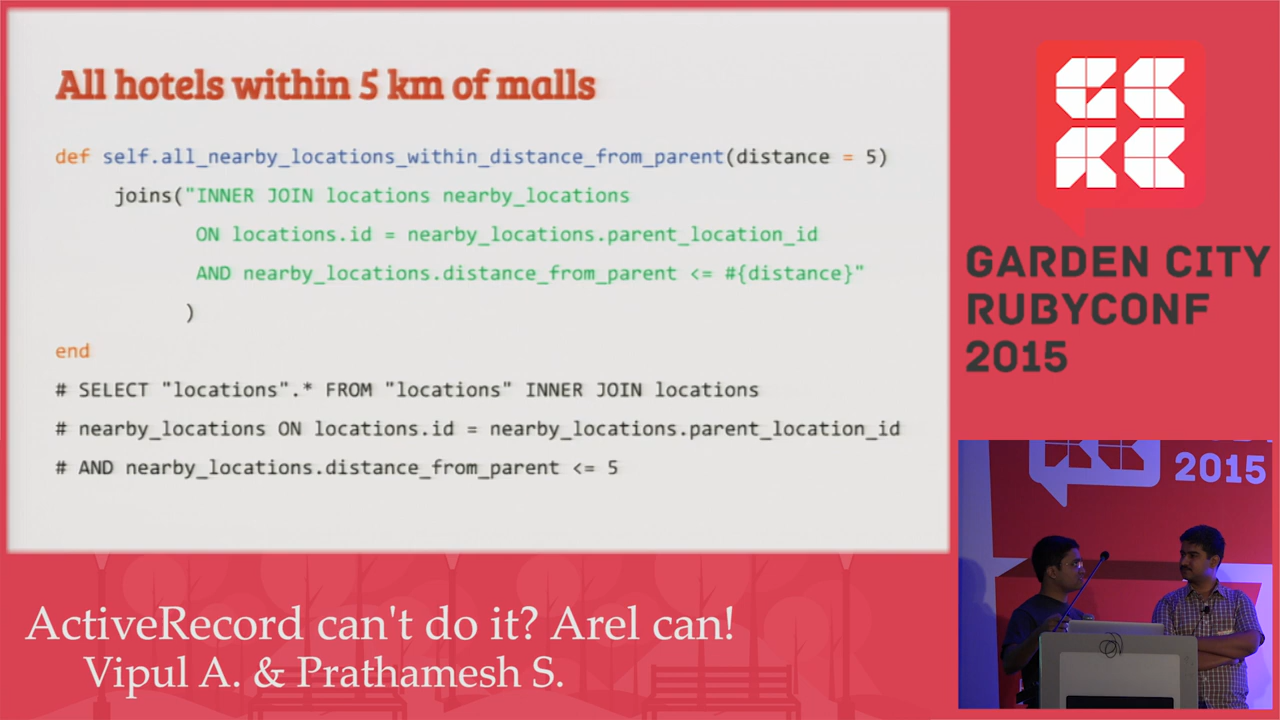 All hotels within 5 km of malls
def self.all_nearby_locations_within_distance_from_parent(distance = 5)
joins("INNER JOIN locations nearby_locations
ON locations.id = nearby_locations.parent_location_id
AND nearby_locations.distance_from_parent <= #{distance}"
)
end
# SELECT "locations".* FROM "locations" INNER JOIN locations
# nearby_locations ON locations.id = nearby_locations.parent_location_id
# AND nearby_locations.distance_from_parent <= 5
GC
RC
GARDEN CITY
RUBYCONF
2015
2015
ActiveRecord can't do it? Arel can!
Vipul A. & Prathamesh S.